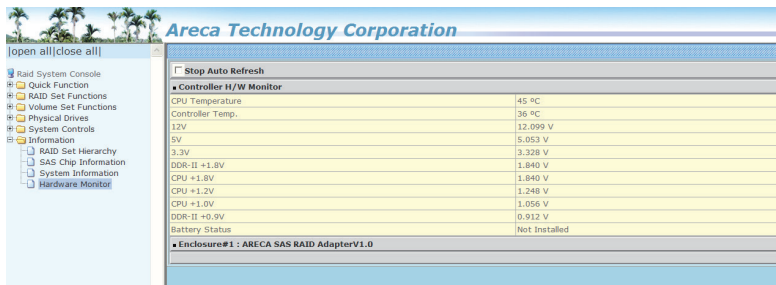 Areca Technology Corporation
|open all|close all|
Raid System Console
Quick Function
RAID Set Functions
Volume Set Functions
Physical Drives
System Controls
Information
RAID Set Hierarchy
SAS Chip Information
System Information
Hardware Monitor
Stop Auto Refresh
Controller H/W Monitor
CPU Temperature 45 ºC
Controller Temp. 36 ºC
12V 12.099 V
5V 5.053 V
3.3V 3.328 V
DDR-II +1.8V 1.840 V
CPU +1.8V 1.840 V
CPU +1.2V 1.248 V
CPU +1.0V 1.056 V
DDR-II +0.9V 0.912 V
Battery Status Not Installed
Enclosure#1 : ARECA SAS RAID AdapterV1.0